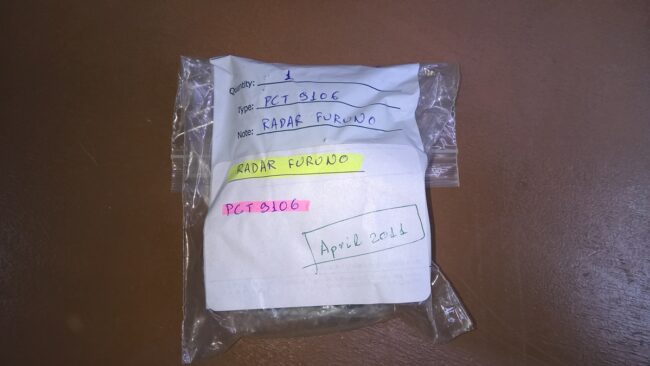 Quantity: 1
Type: PCT 9106
Note: RADAR FURUNO
RADAR FURUNO
PCT 9106
April 2011